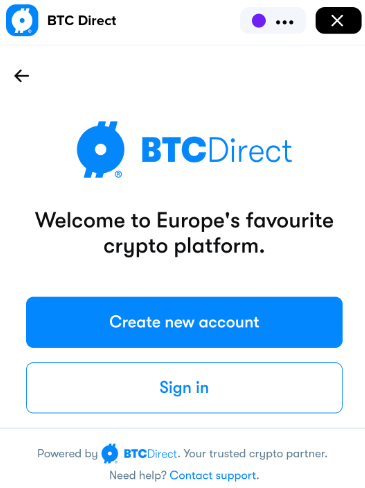 BTC Direct
BTCDirect
®
Welcome to Europe's favourite
crypto platform.
Create new account
Sign in
Powered by BTCDirect. Your trusted crypto partner.
Need help? Contact support.